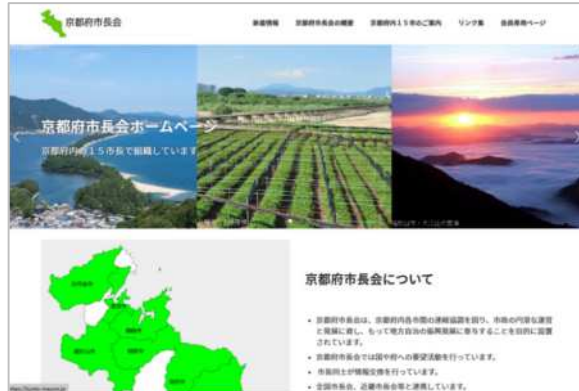 京都府市長会
新着情報 京都府市長会の概要 京都府内15市のご案内 リンク集 会員専用ページ
京都府市長会ホームページ
京都府内の15市長で組織しています
京都府市長会について
京都府市長会は、京都府内各市間の連絡協調を図り、市政の円滑な運営
と発展に資し、もって地方自治の振興発展に寄与することを目的に設置
されています。
京都府市長会では国や府への要望活動を行っています。
市長同士が情報交換を行っています。
全国市長会、近畿市長会等と連携しています。